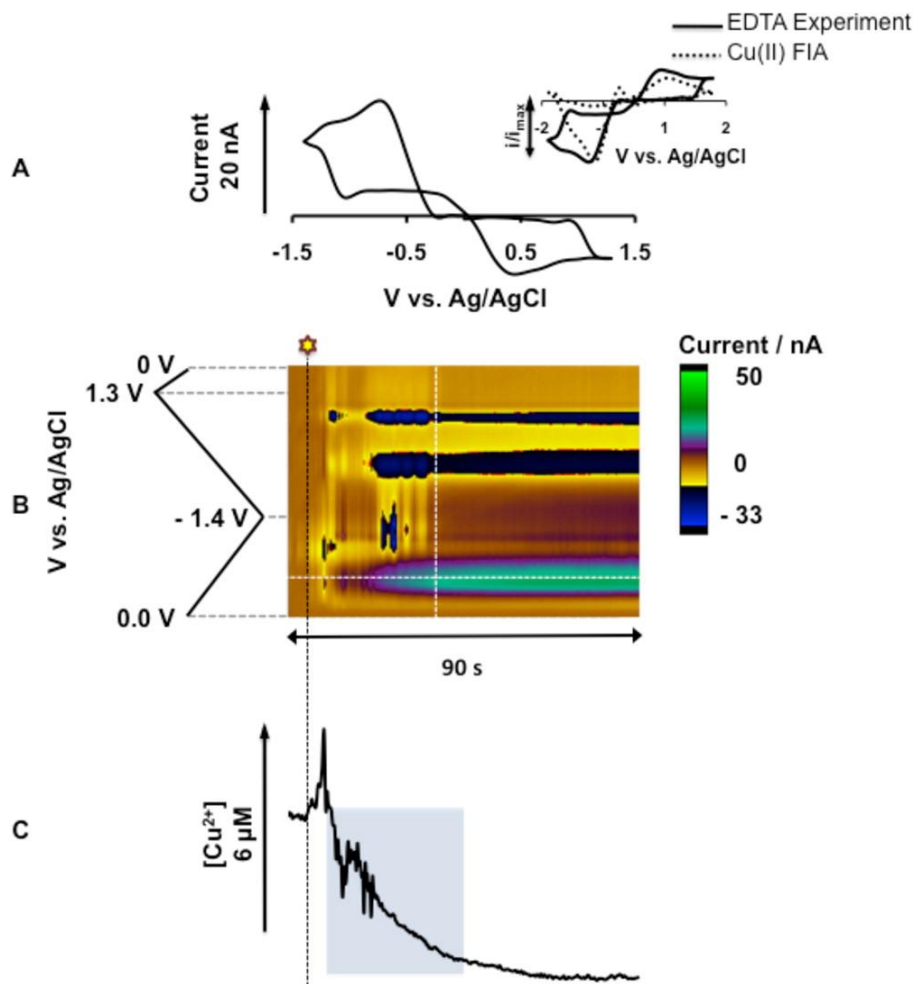 EDTA Experiment
Cu(II) FIA
A
Current
20 nA
i/imax
-2
1
2
V vs. Ag/AgCl
-1.5
-0.5
0.5
1.5
V vs. Ag/AgCl
B
V vs. Ag/AgCl
0 V
1.3 V
- 1.4 V
0.0 V
90 s
Current / nA
50
0
- 33
C
[Cu²⁺]
6 µM